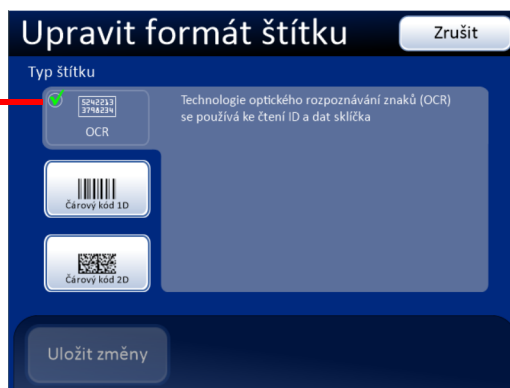 Upravit formát štítku
Zrušit
Typ štítku
5242213
3798234
OCR
Technologie optického rozpoznávání znaků (OCR)
se používá ke čtení ID a dat sklíčka
Čárový kód 1D
Čárový kód 2D
Uložit změny